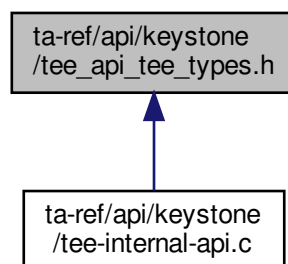 ta-ref/api/keystone
/tee_api_tee_types.h
ta-ref/api/keystone
/tee-internal-api.c